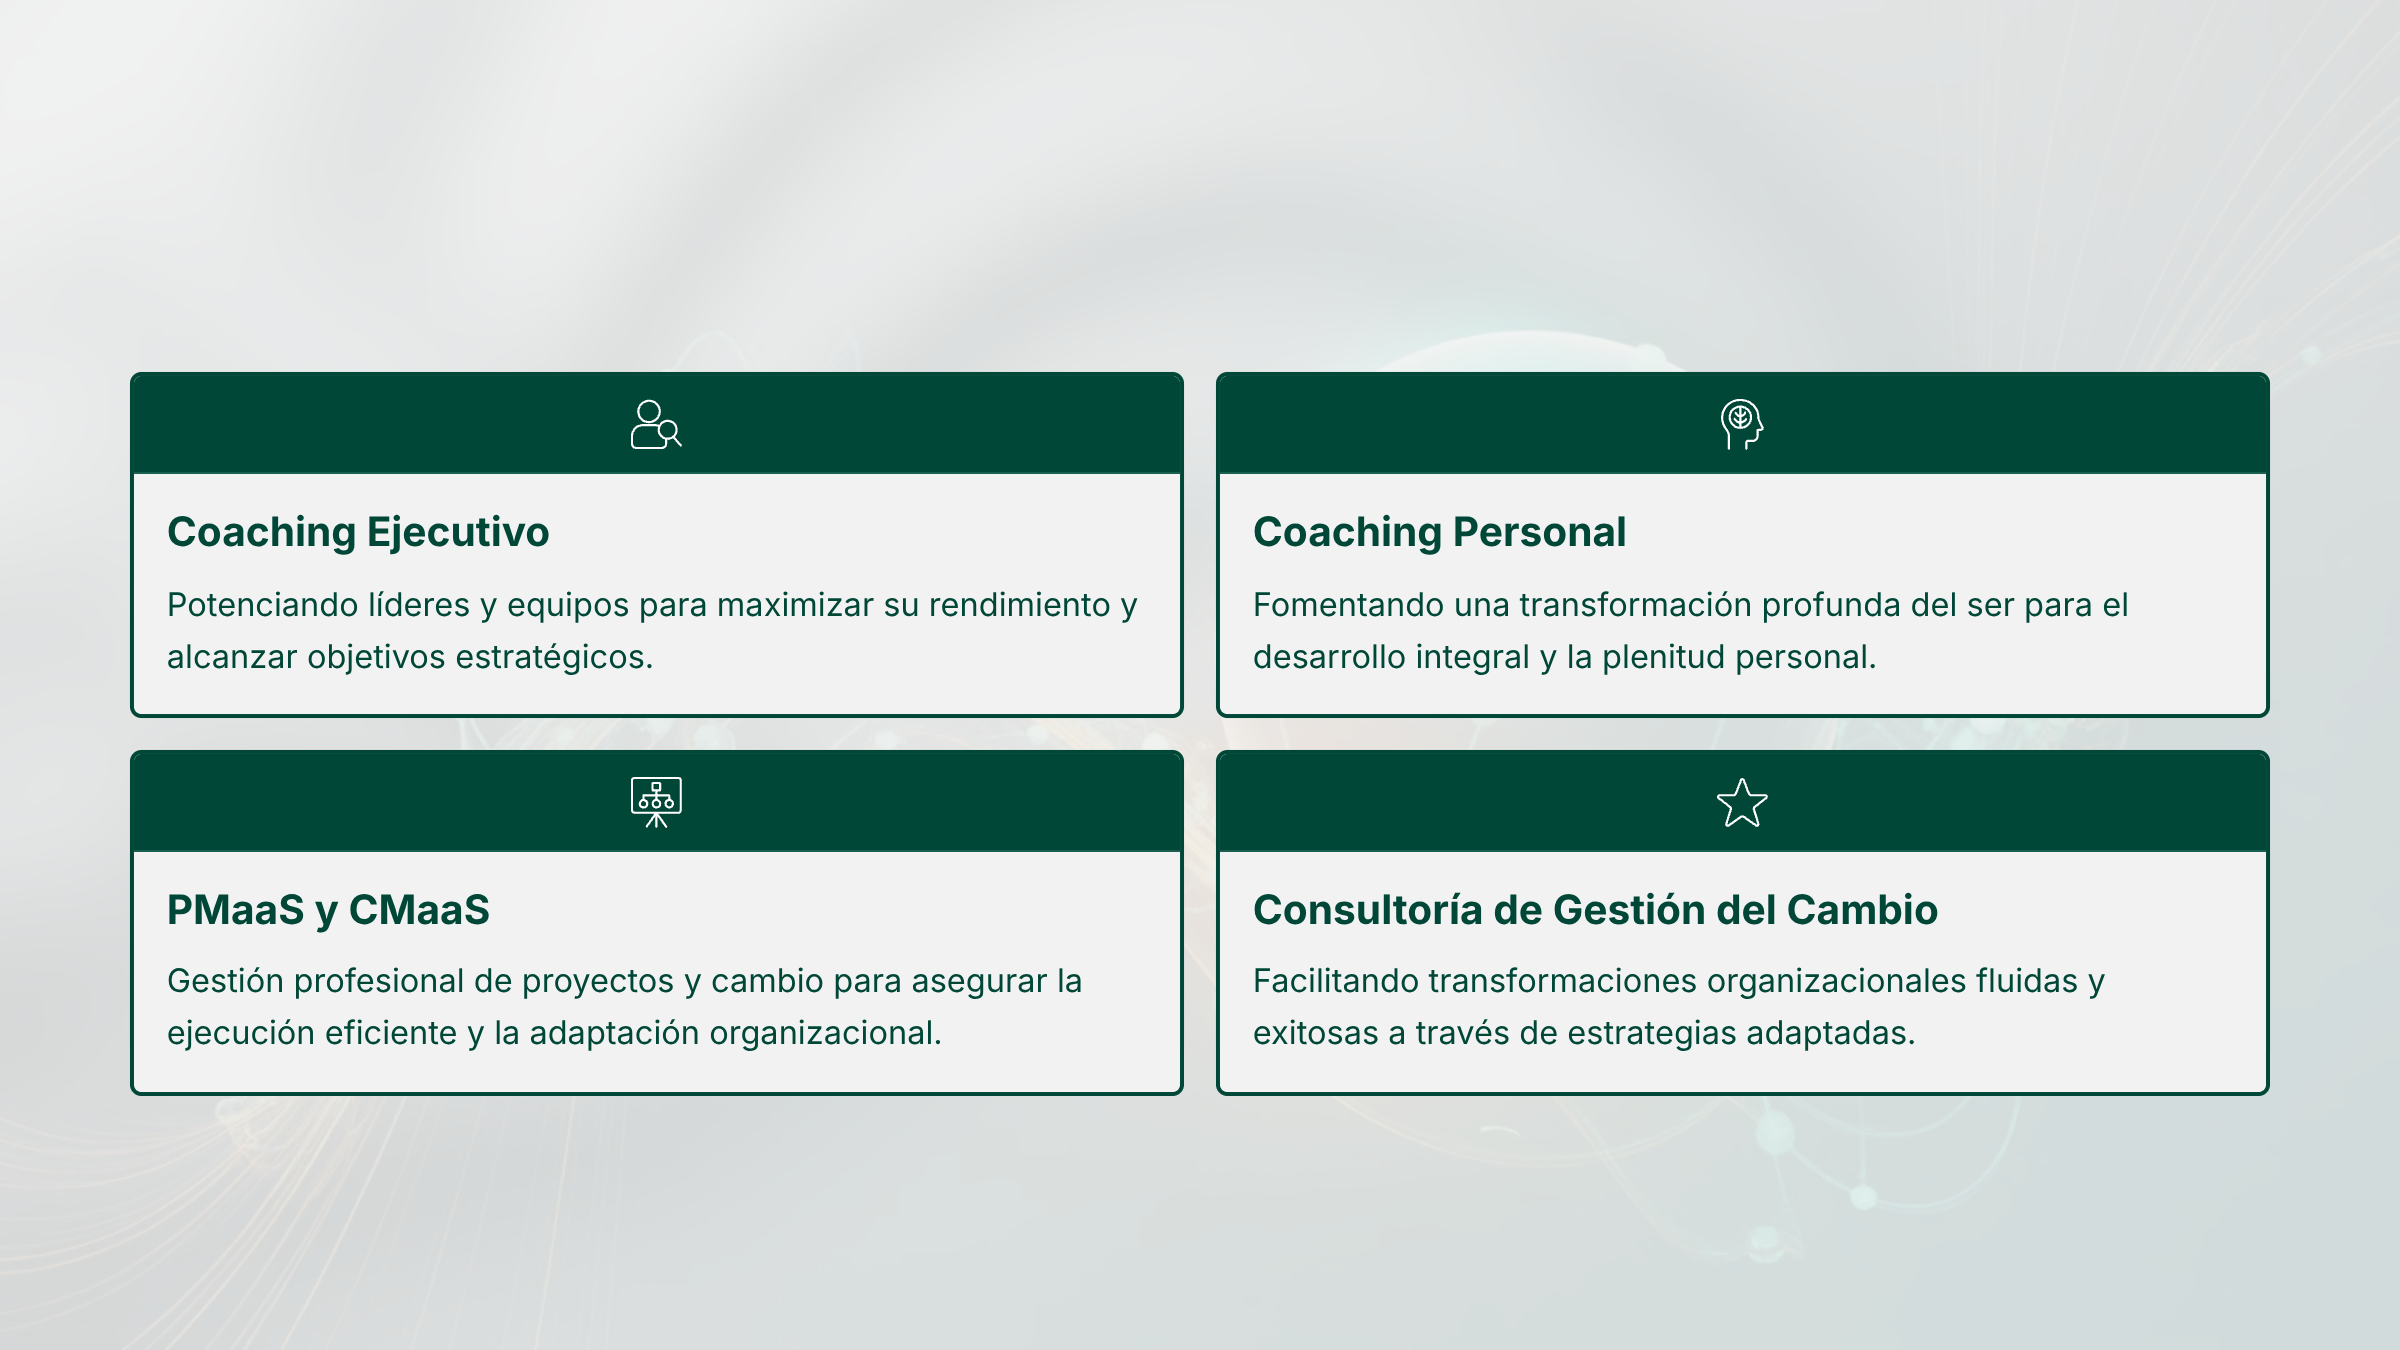 Coaching Ejecutivo
Potenciando líderes y equipos para maximizar su rendimiento y
alcanzar objetivos estratégicos.
Coaching Personal
Fomentando una transformación profunda del ser para el
desarrollo integral y la plenitud personal.
PMaaS y CMaaS
Gestión profesional de proyectos y cambio para asegurar la
ejecución eficiente y la adaptación organizacional.
Consultoría de Gestión del Cambio
Facilitando transformaciones organizacionales fluidas y
exitosas a través de estrategias adaptadas.